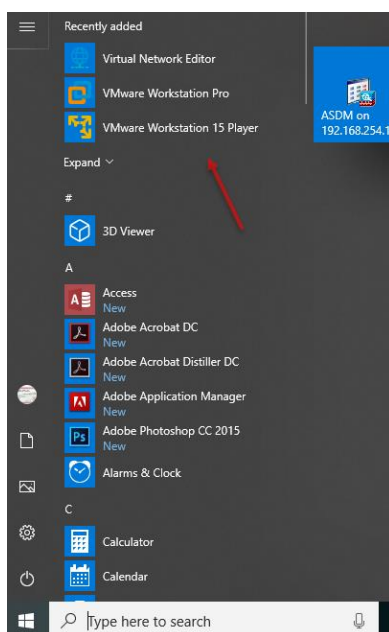 Recently added
Virtual Network Editor
VMware Workstation Pro
VMware Workstation 15 Player
Expand
#
3D Viewer
A
Access
New
Adobe Acrobat DC
New
Adobe Acrobat Distiller DC
New
Adobe Application Manager
New
Adobe Photoshop CC 2015
New
Alarms & Clock
C
Calculator
Calendar
Type here to search
ASDM on
192.168.254.1